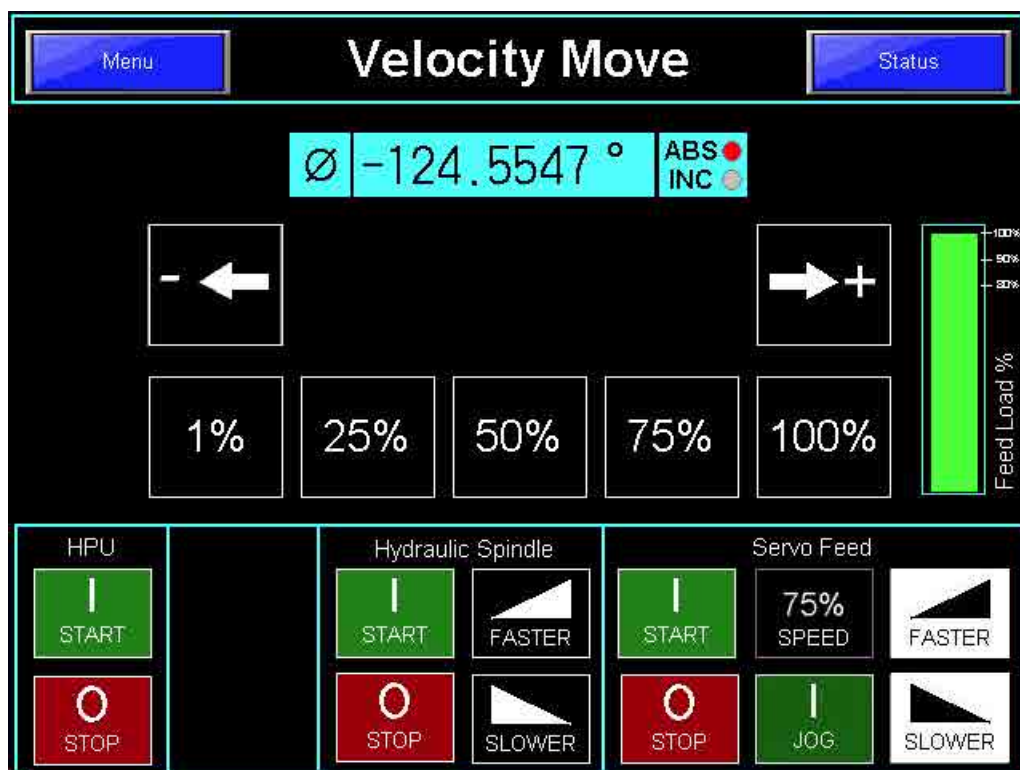 Menu
Velocity Move
Status
Ø -124.5547 °
ABS
INC
- +
100%
90%
80%
Feed Load %
1% 25% 50% 75% 100%
HPU
I
START
O
STOP
Hydraulic Spindle
I
START
FASTER
O
STOP
SLOWER
Servo Feed
I
START
75%
SPEED
FASTER
O
STOP
I
JOG
SLOWER